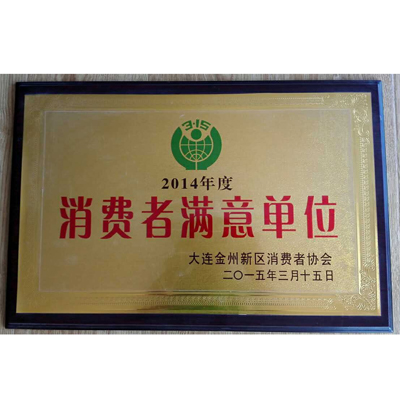 3·15
2014年度
消费者满意单位
大连金州新区消费者协会
二〇一五年三月十五日